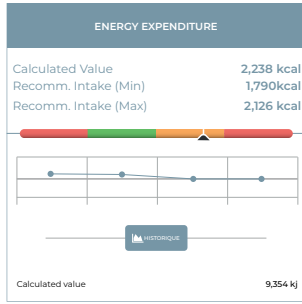 ENERGY EXPENDITURE
Calculated Value 2,238 kcal
Recomm. Intake (Min) 1,790kcal
Recomm. Intake (Max) 2,126 kcal
HISTORIQUE
Calculated value 9,354 kj